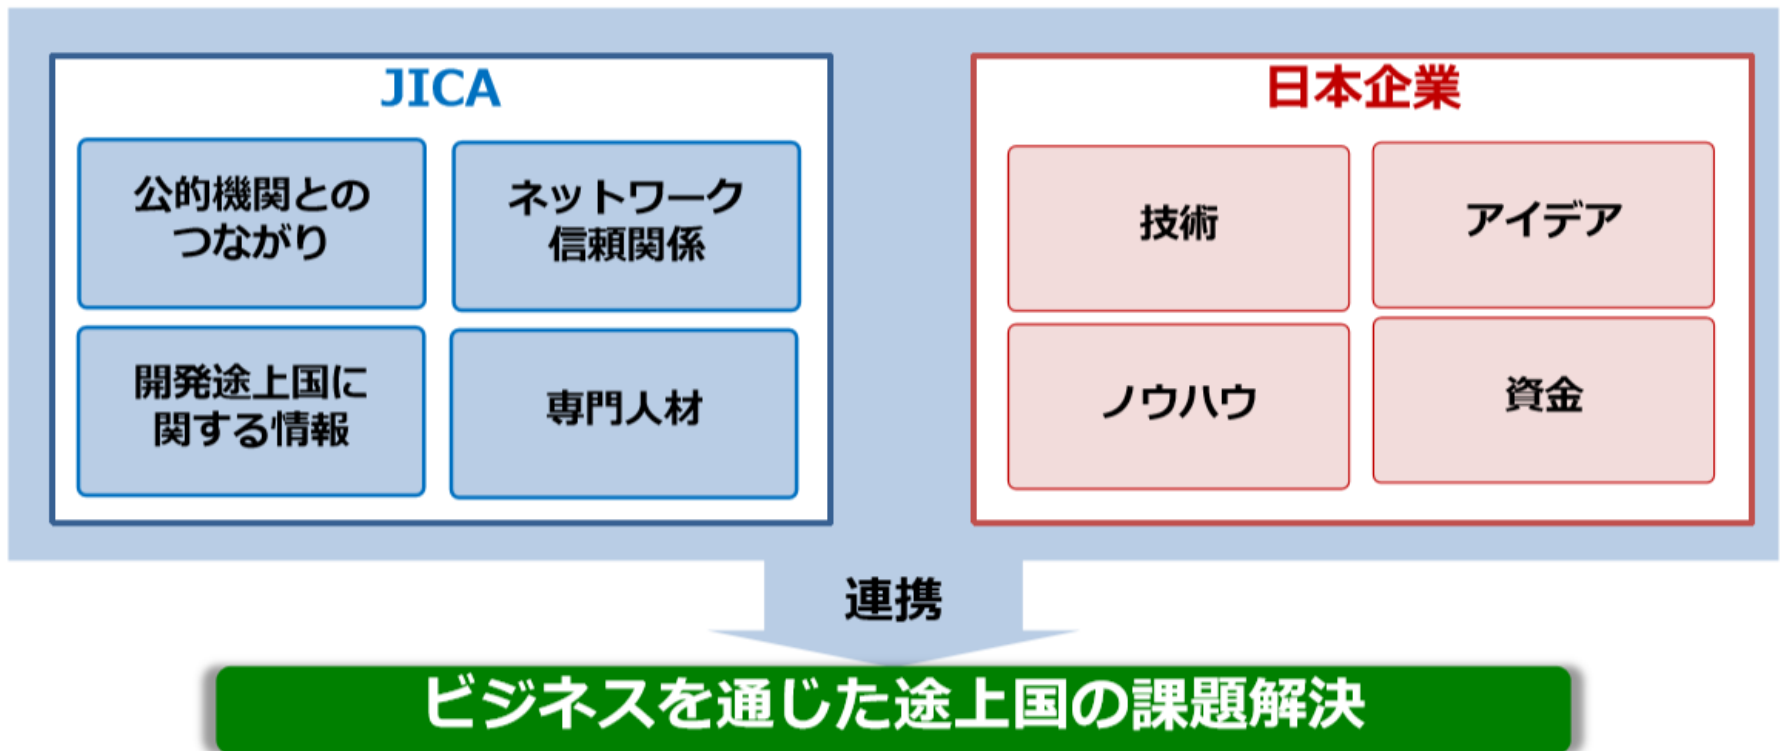 JICA
公的機関との
つながり
ネットワーク
信頼関係
開発途上国に
関する情報
専門人材
日本企業
技術
アイデア
ノウハウ
資金
連携
ビジネスを通じた途上国の課題解決